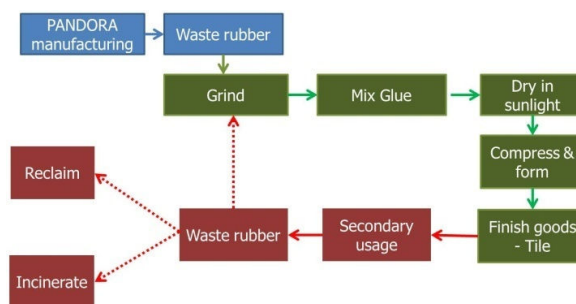 PANDORA
manufacturing
Waste rubber
Grind
Mix Glue
Dry in
sunlight
Compress &
form
Finish goods
- Tile
Secondary
usage
Waste rubber
Reclaim
Incinerate